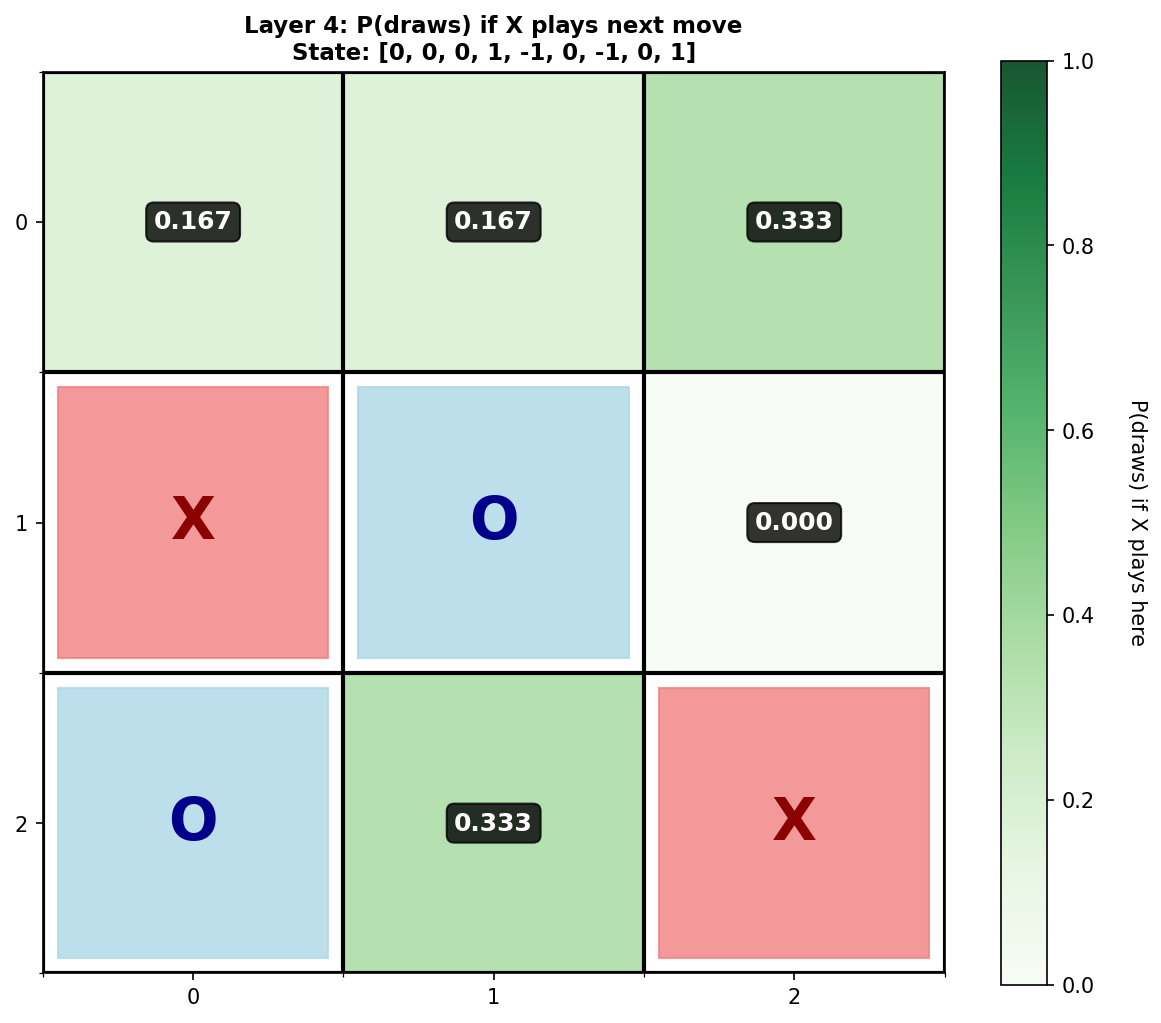 Layer 4: P(draws) if X plays next move
State: [0, 0, 0, 1, -1, 0, -1, 0, 1]
0
0.167
0.167
0.333
1
X
O
0.000
2
O
0.333
X
0
1
2
1.0
0.8
0.6
0.4
0.2
0.0
P(draws) if X plays here